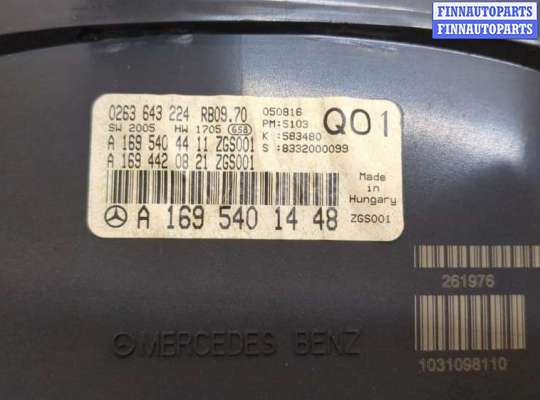 FINNAUTOPARTS
FINNAUTOPARTS
0263 643 224 RB09.70
SW 2005 HW 1705 658
A 169 540 44 11 ZGS001
A 169 442 08 21 ZGS001
A 169 540 14 48
050816
PM:S103
K :583480
S :8332000099
Q01
Made
in
Hungary
ZGS001
261976
1031098110
MERCEDES BENZ